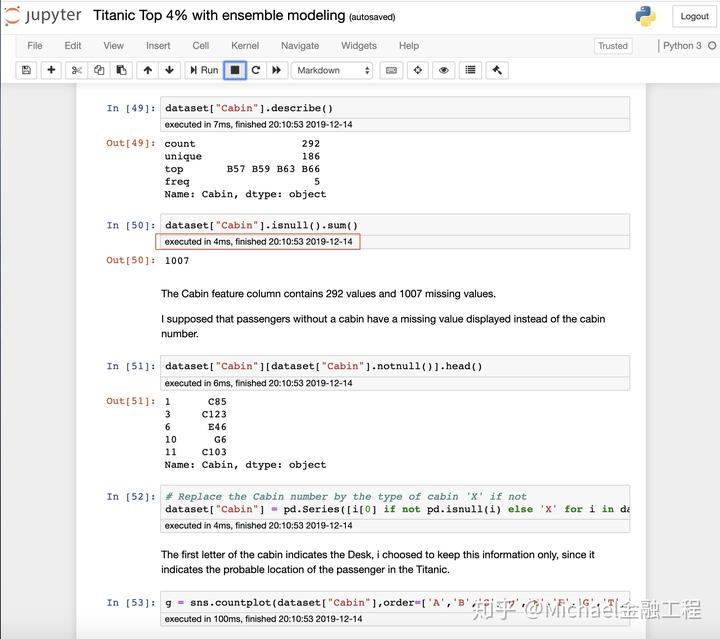 jupyter Titanic Top 4% with ensemble modeling (autosaved)
Logout
File Edit View Insert Cell Kernel Navigate Widgets Help
Trusted
Python 3
Run
Markdown
In [49]: dataset["Cabin"].describe()
executed in 7ms, finished 20:10:53 2019-12-14
Out[49]: count 292
unique 186
top B57 B59 B63 B66
freq 5
Name: Cabin, dtype: object
In [50]: dataset["Cabin"].isnull().sum()
executed in 4ms, finished 20:10:53 2019-12-14
Out[50]: 1007
The Cabin feature column contains 292 values and 1007 missing values.
I supposed that passengers without a cabin have a missing value displayed instead of the cabin
number.
In [51]: dataset["Cabin"][dataset["Cabin"].notnull()].head()
executed in 6ms, finished 20:10:53 2019-12-14
Out[51]: 1 C85
3 C123
6 E46
10 G6
11 C103
Name: Cabin, dtype: object
In [52]: # Replace the Cabin number by the type of cabin 'X' if not
dataset["Cabin"] = pd.Series([i[0] if not pd.isnull(i) else 'X' for i in da
executed in 4ms, finished 20:10:53 2019-12-14
The first letter of the cabin indicates the Desk, i choosed to keep this information only, since it
indicates the probable location of the passenger in the Titanic.
In [53]: g = sns.countplot(dataset["Cabin"],order=['A','B',
executed in 100ms, finished 20:10:53 2019-12-14
知乎 @Michael金融工程